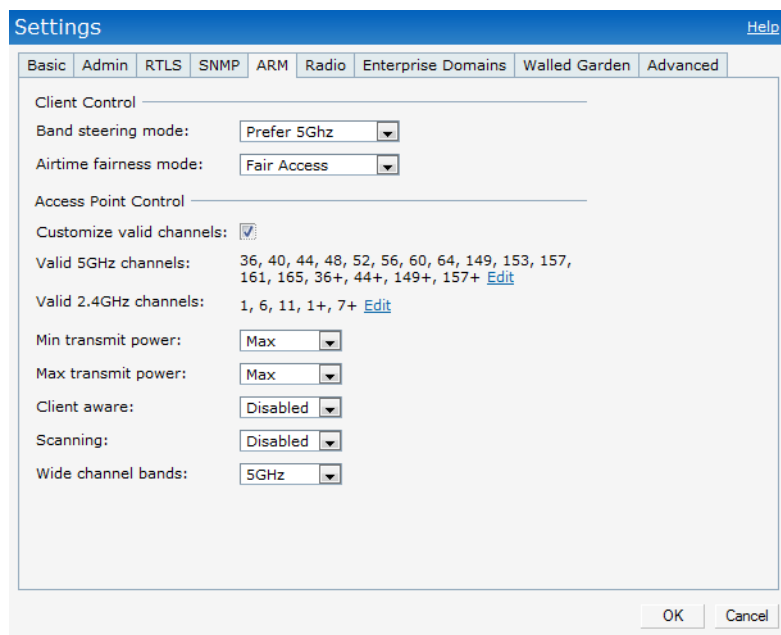 Settings
Help
Basic Admin RTLS SNMP ARM Radio Enterprise Domains Walled Garden Advanced
Client Control
Band steering mode: Prefer 5Ghz
Airtime fairness mode: Fair Access
Access Point Control
Customize valid channels:
Valid 5GHz channels: 36, 40, 44, 48, 52, 56, 60, 64, 149, 153, 157,
161, 165, 36+, 44+, 149+, 157+ Edit
Valid 2.4GHz channels: 1, 6, 11, 1+, 7+ Edit
Min transmit power: Max
Max transmit power: Max
Client aware: Disabled
Scanning: Disabled
Wide channel bands: 5GHz
OK Cancel